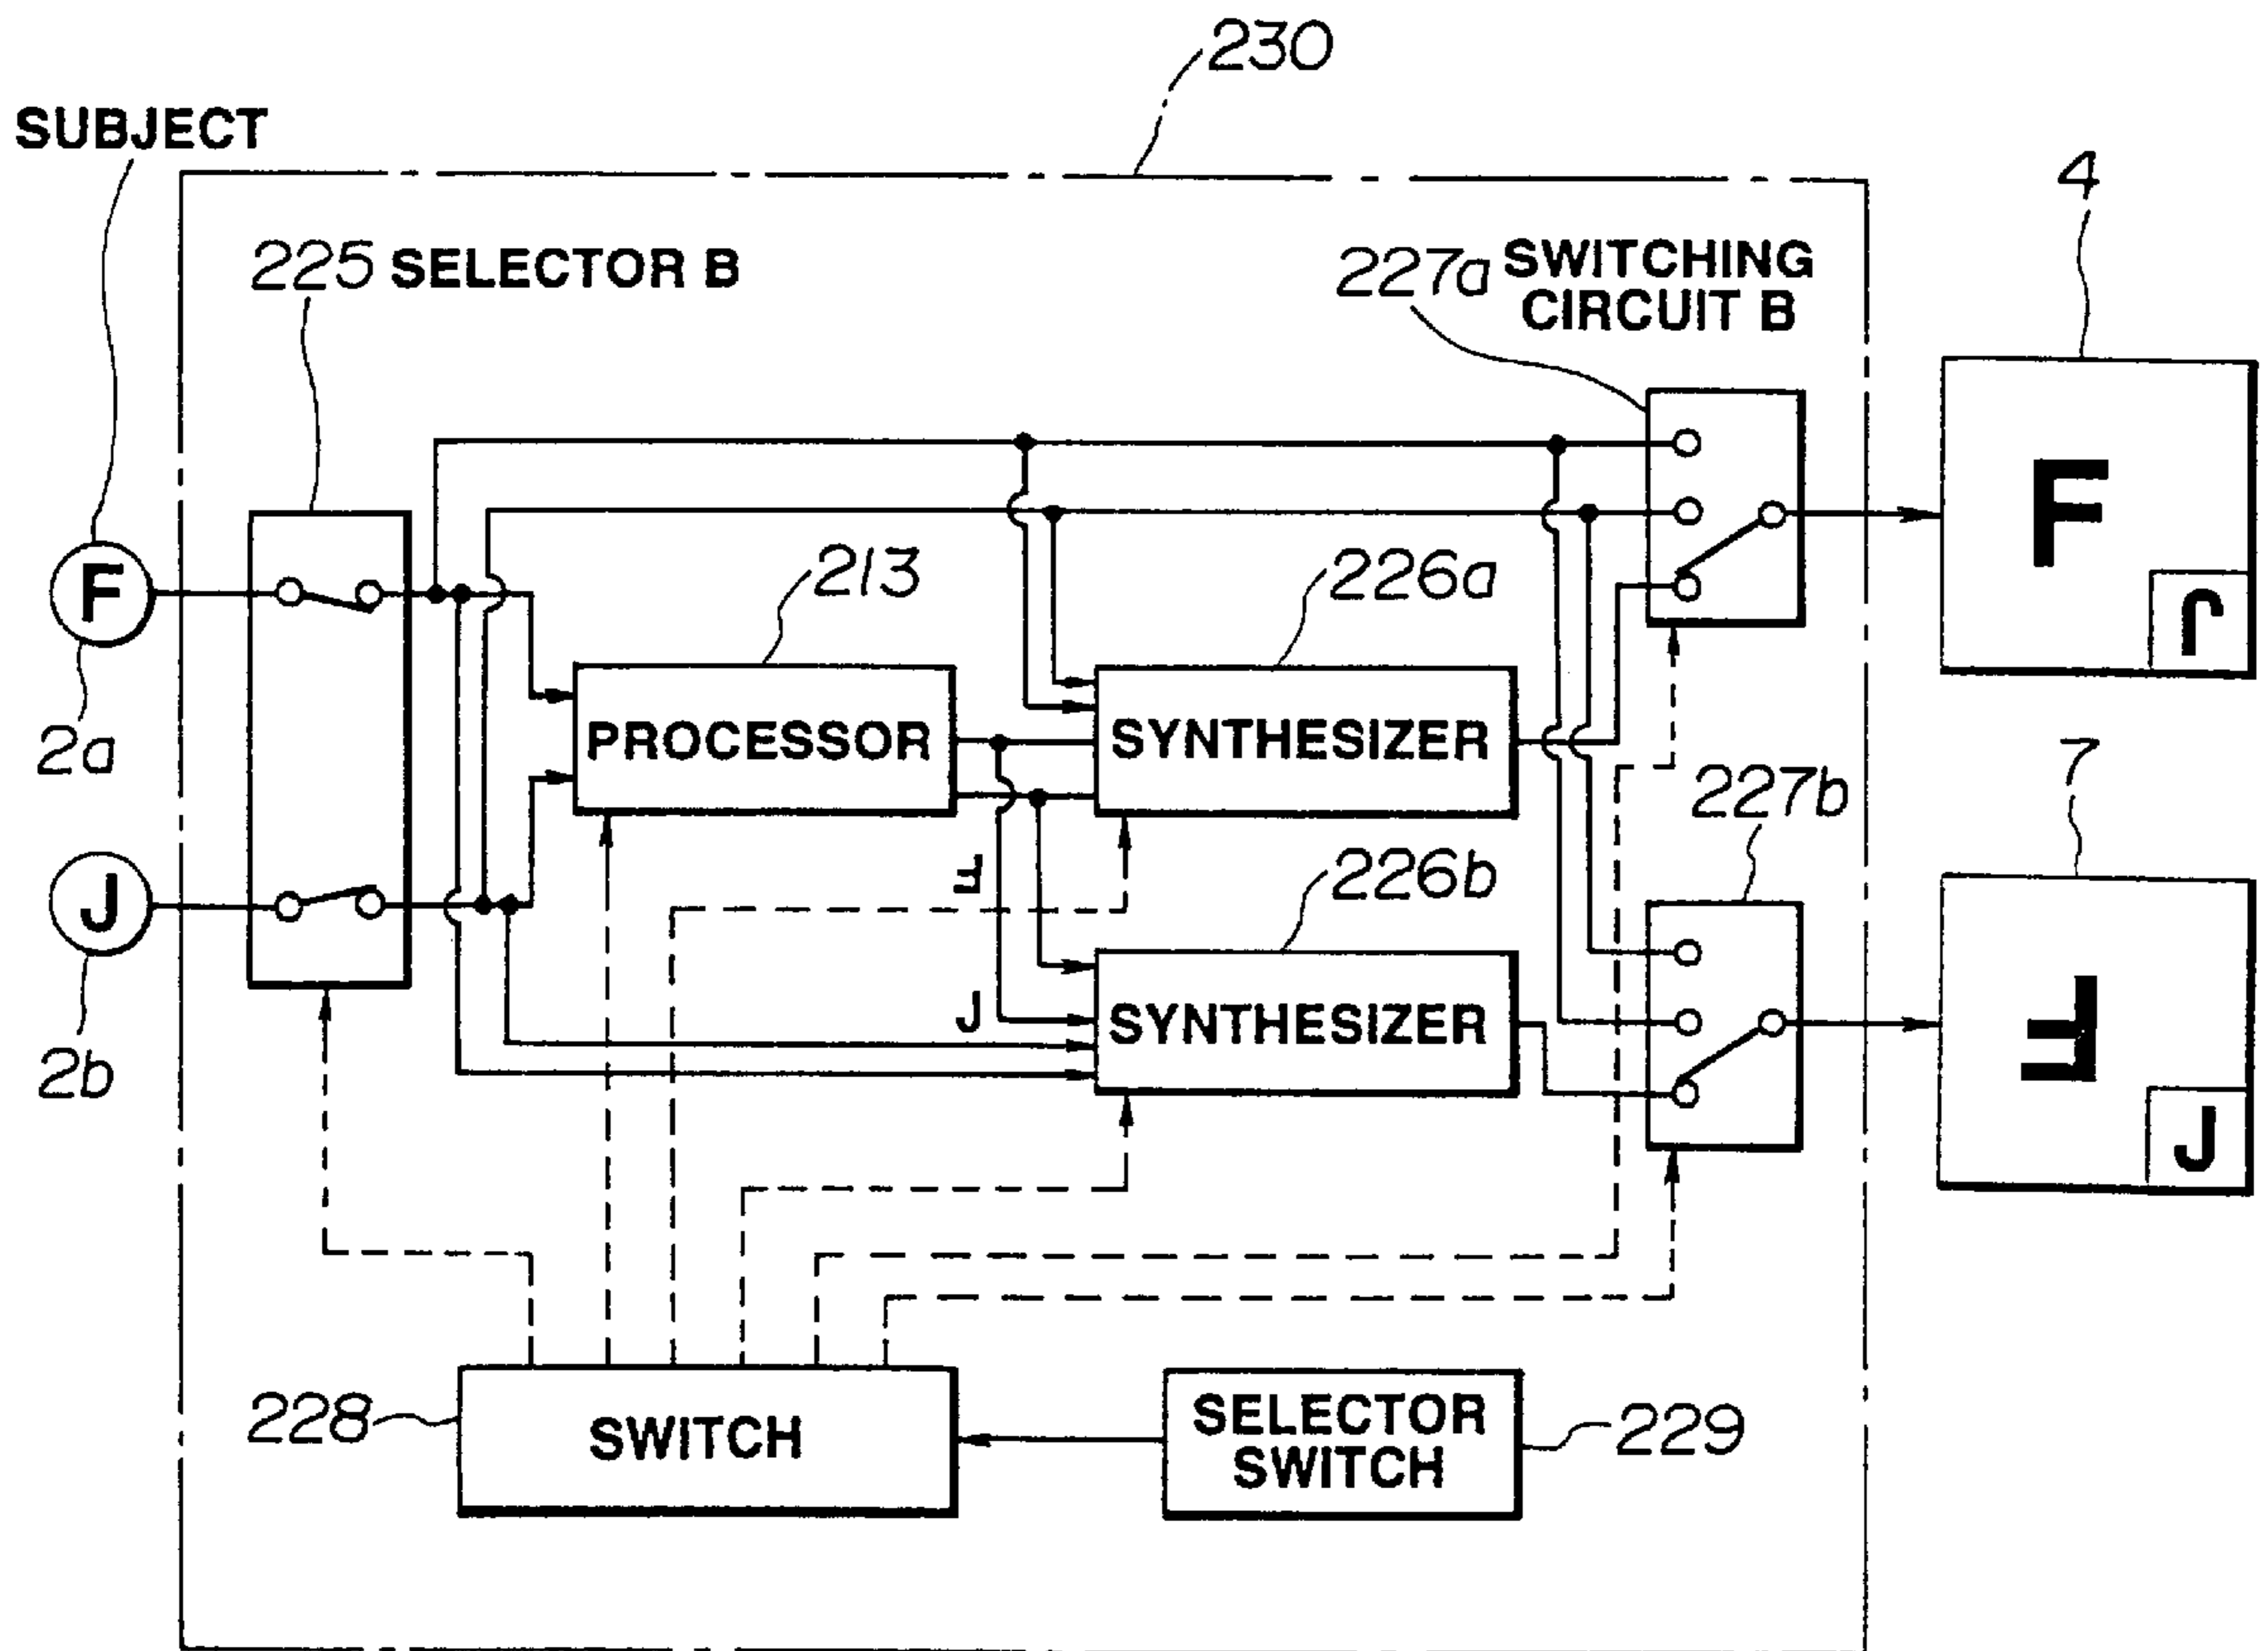 230
SUBJECT
4
225 SELECTOR B
227a SWITCHING
CIRCUIT B
F
213
226a
F
J
2a
PROCESSOR
SYNTHESIZER
7
227b
F
226b
J
2b
J
SYNTHESIZER
F
J
228
SWITCH
SELECTOR
SWITCH
229